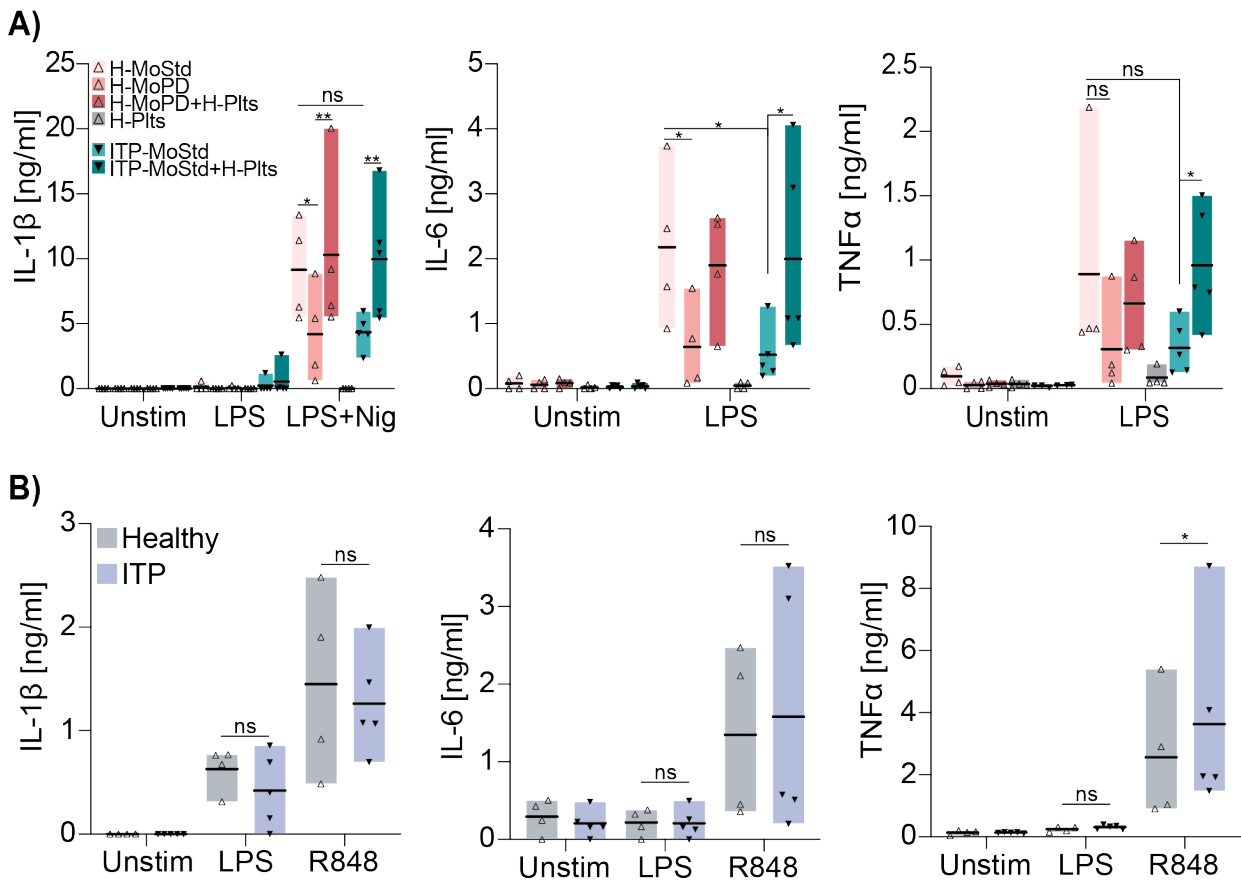 A)
IL-1β [ng/ml]
25
20
15
10
5
0
H-MoStd
H-MoPD
H-MoPD+H-Plts
H-Plts
ITP-MoStd
ITP-MoStd+H-Plts
ns
**
**
*
Unstim LPS LPS+Nig
IL-6 [ng/ml]
5
4
3
2
1
0
*
*
*
Unstim LPS
TNFα [ng/ml]
2.5
2
1.5
1
0.5
0
ns
ns
*
Unstim LPS
B)
IL-1β [ng/ml]
3
2
1
0
Healthy
ITP
ns
ns
Unstim LPS R848
IL-6 [ng/ml]
4
3
2
1
0
ns
ns
Unstim LPS R848
TNFα [ng/ml]
10
8
6
4
2
0
*
ns
Unstim LPS R848